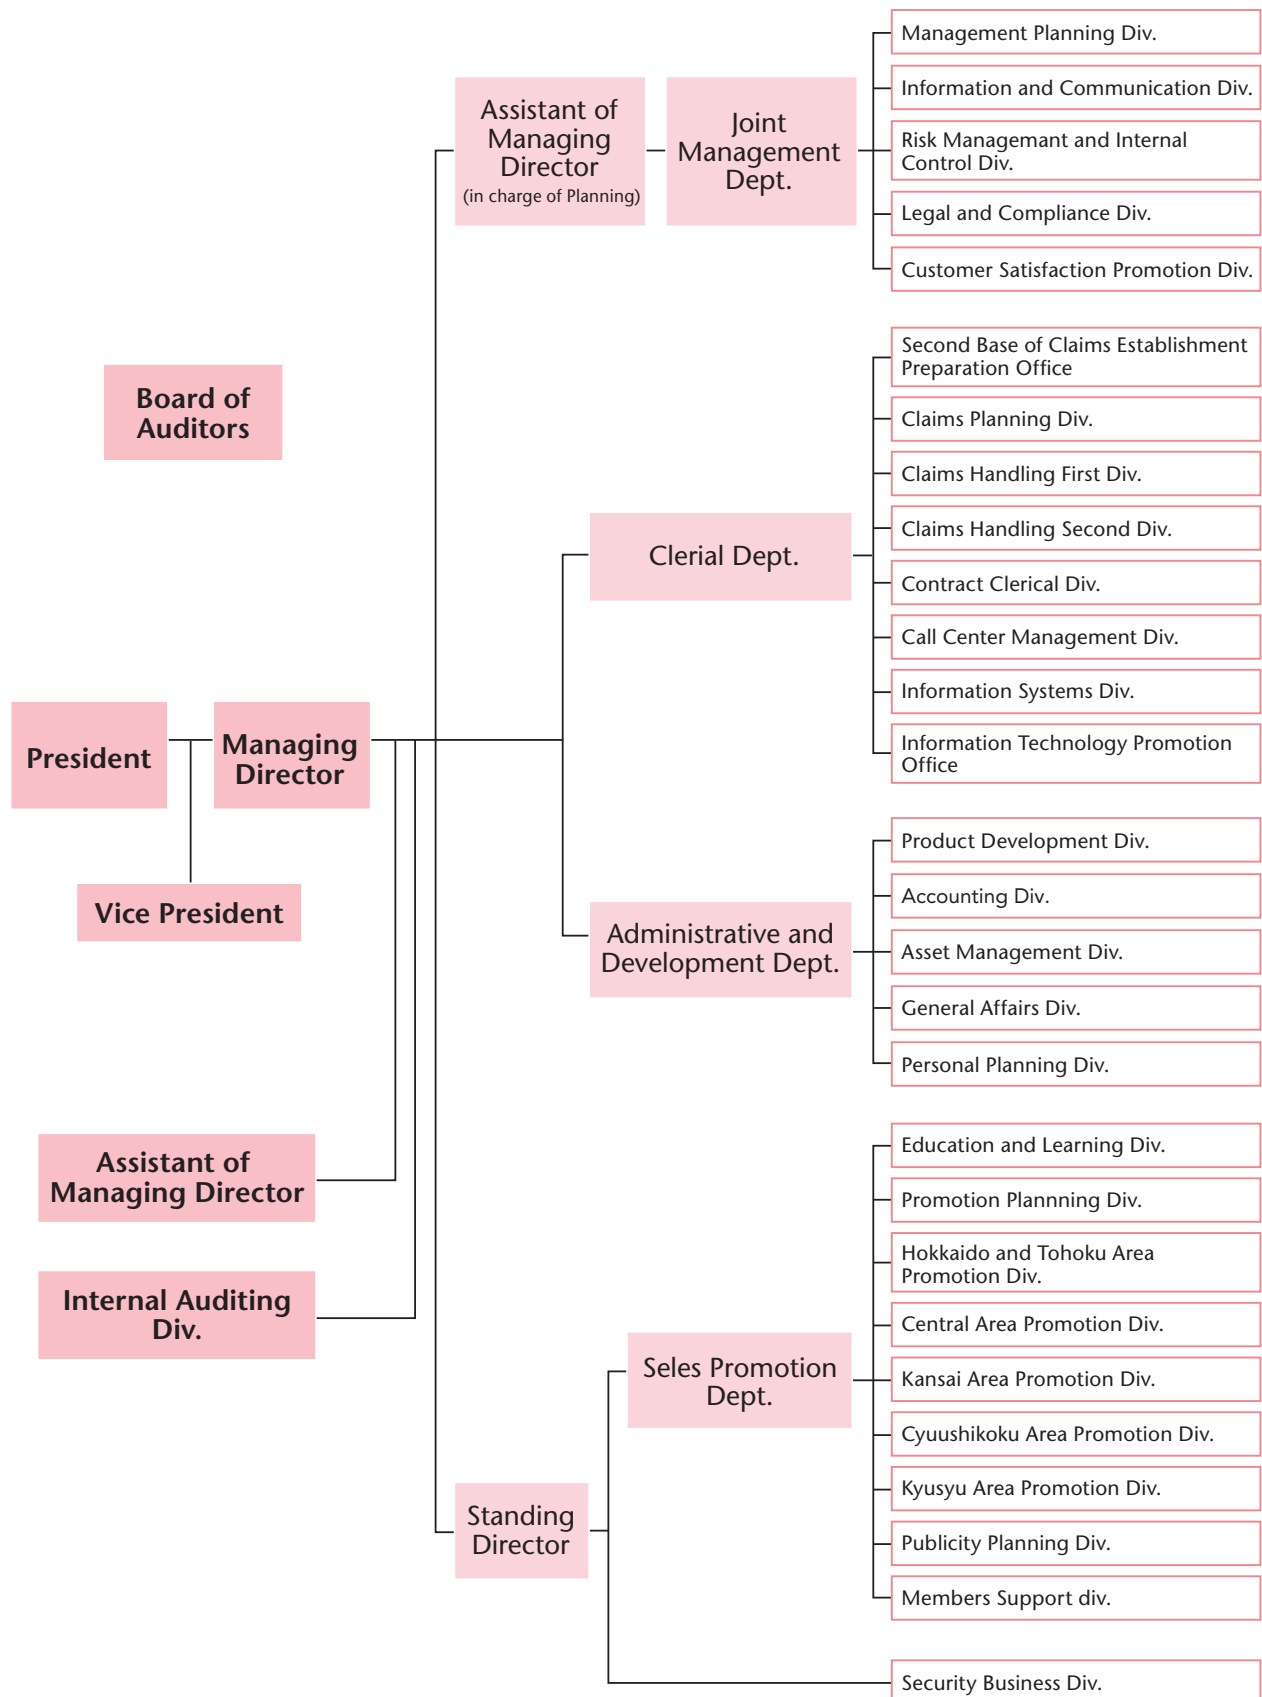 Board of
Auditors
President
Managing
Director
Vice President
Assistant of
Managing Director
Internal Auditing
Div.
Assistant of
Managing
Director
(in charge of Planning)
Joint
Management
Dept.
Management Planning Div.
Information and Communication Div.
Risk Managemant and Internal
Control Div.
Legal and Compliance Div.
Customer Satisfaction Promotion Div.
Clerial Dept.
Second Base of Claims Establishment
Preparation Office
Claims Planning Div.
Claims Handling First Div.
Claims Handling Second Div.
Contract Clerical Div.
Call Center Management Div.
Information Systems Div.
Information Technology Promotion
Office
Administrative and
Development Dept.
Product Development Div.
Accounting Div.
Asset Management Div.
General Affairs Div.
Personal Planning Div.
Standing
Director
Seles Promotion
Dept.
Education and Learning Div.
Promotion Plannning Div.
Hokkaido and Tohoku Area
Promotion Div.
Central Area Promotion Div.
Kansai Area Promotion Div.
Cyuushikoku Area Promotion Div.
Kyusyu Area Promotion Div.
Publicity Planning Div.
Members Support div.
Security Business Div.